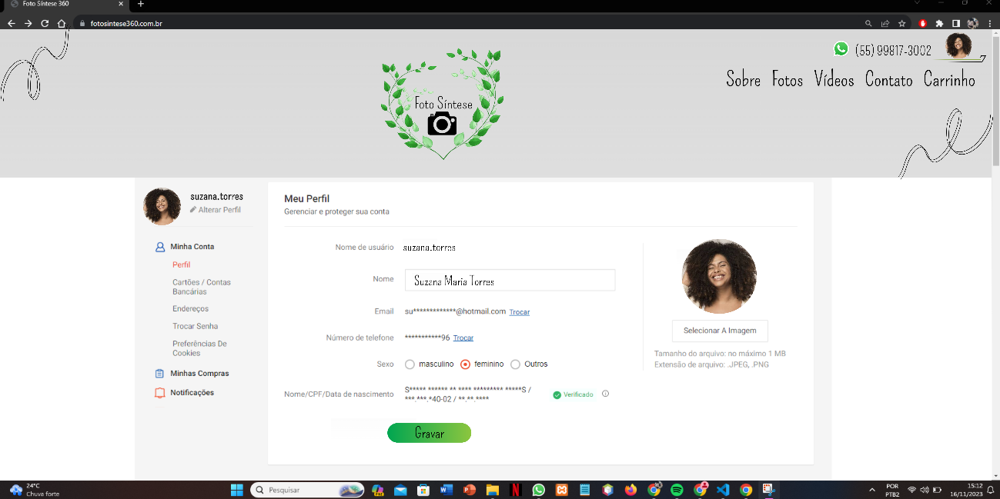 Foto Síntese 360
fotosintese360.com.br
(55) 99817-3002
Sobre Fotos Vídeos Contato Carrinho
Foto Síntese
suzana.torres
Alterar Perfil
Minha Conta
Perfil
Cartões / Contas
Bancárias
Endereços
Trocar Senha
Preferências De
Cookies
Minhas Compras
Notificações
Meu Perfil
Gerenciar e proteger sua conta
Nome de usuário suzana.torres
Nome Suzana Maria Torres
Email su*************@hotmail.com Trocar
Número de telefone ***********96 Trocar
Sexo masculino feminino Outros
Nome/CPF/Data de nascimento S***** ****** ** **** ********* *****S /
***.***.*40-02 / **.**.**** Verificado
Gravar
Selecionar A Imagem
Tamanho do arquivo: no máximo 1 MB
Extensão de arquivo: .JPEG, .PNG
24°C
Chuva forte
Pesquisar
POR
PTB2
15:12
16/11/2023